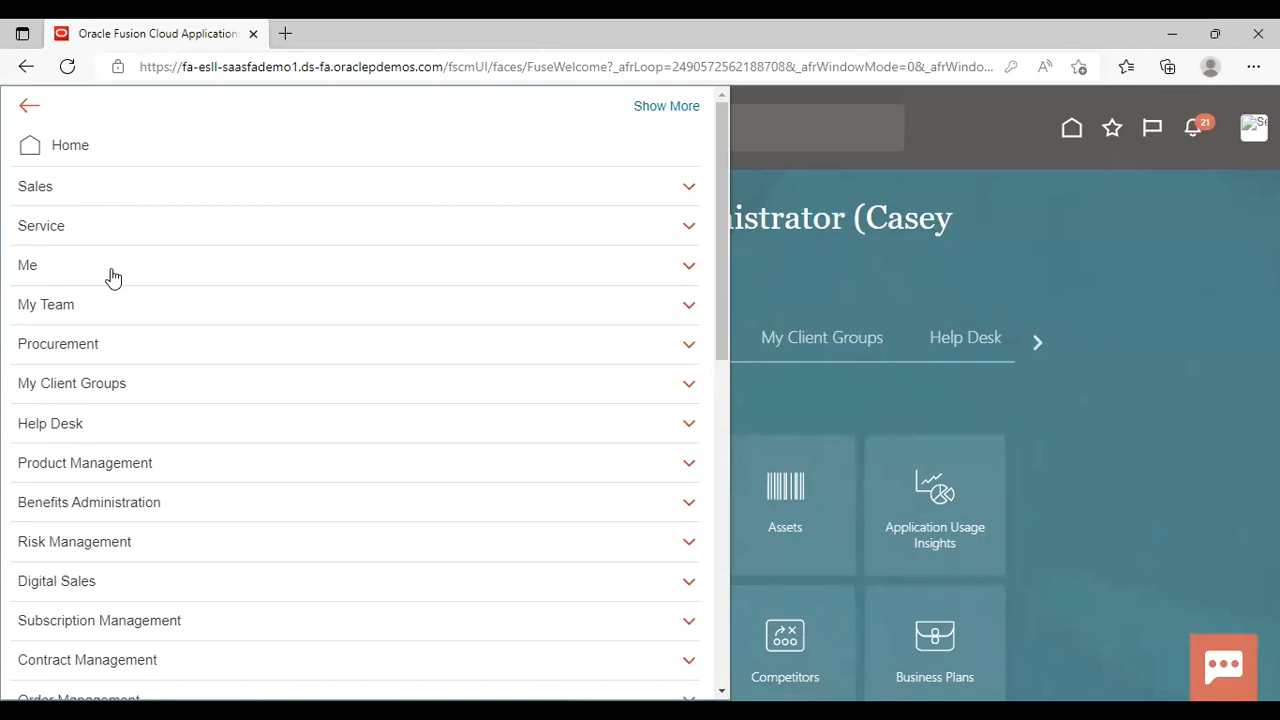 Oracle Fusion Cloud Applications
https://fa-esll-saasfademo1.ds-fa.oraclepdemos.com/fscmUI/faces/FuseWelcome?_afrLoop=2490572562188708&_afrWindowMode=0&_afrWindo...
Show More
Home
Sales
Service
Me
My Team
Procurement
My Client Groups
Help Desk
Product Management
Benefits Administration
Risk Management
Digital Sales
Subscription Management
Contract Management
Order Management
21
istrator (Casey
My Client Groups
Help Desk
Assets
Application Usage
Insights
Competitors
Business Plans